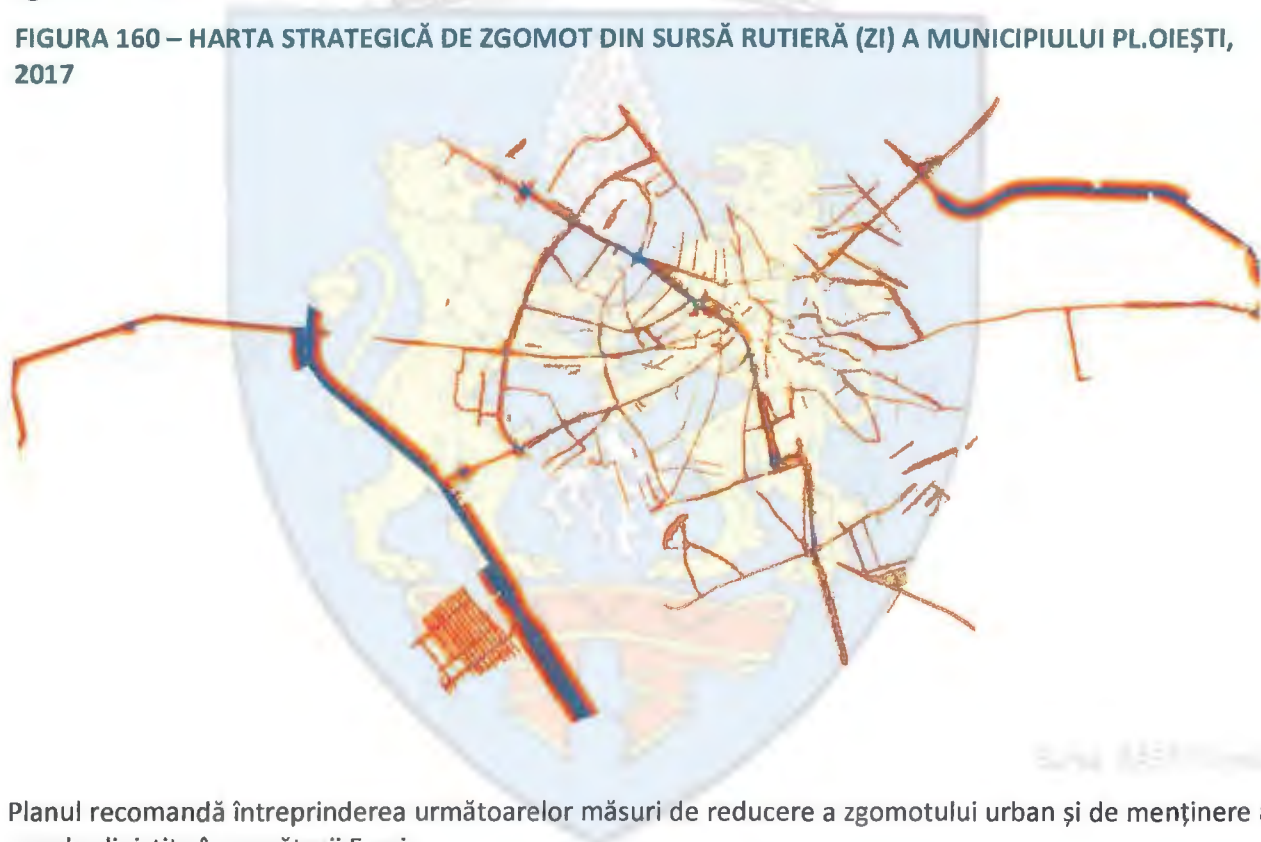 FIGURA 160 – HARTA STRATEGICĂ DE ZGOMOT DIN SURSĂ RUTIERĂ (ZI) A MUNICIPIULUI PL.OIEȘTI,
2017
Planul recomandă întreprinderea următoarelor măsuri de reducere a zgomotului urban și de menținere a